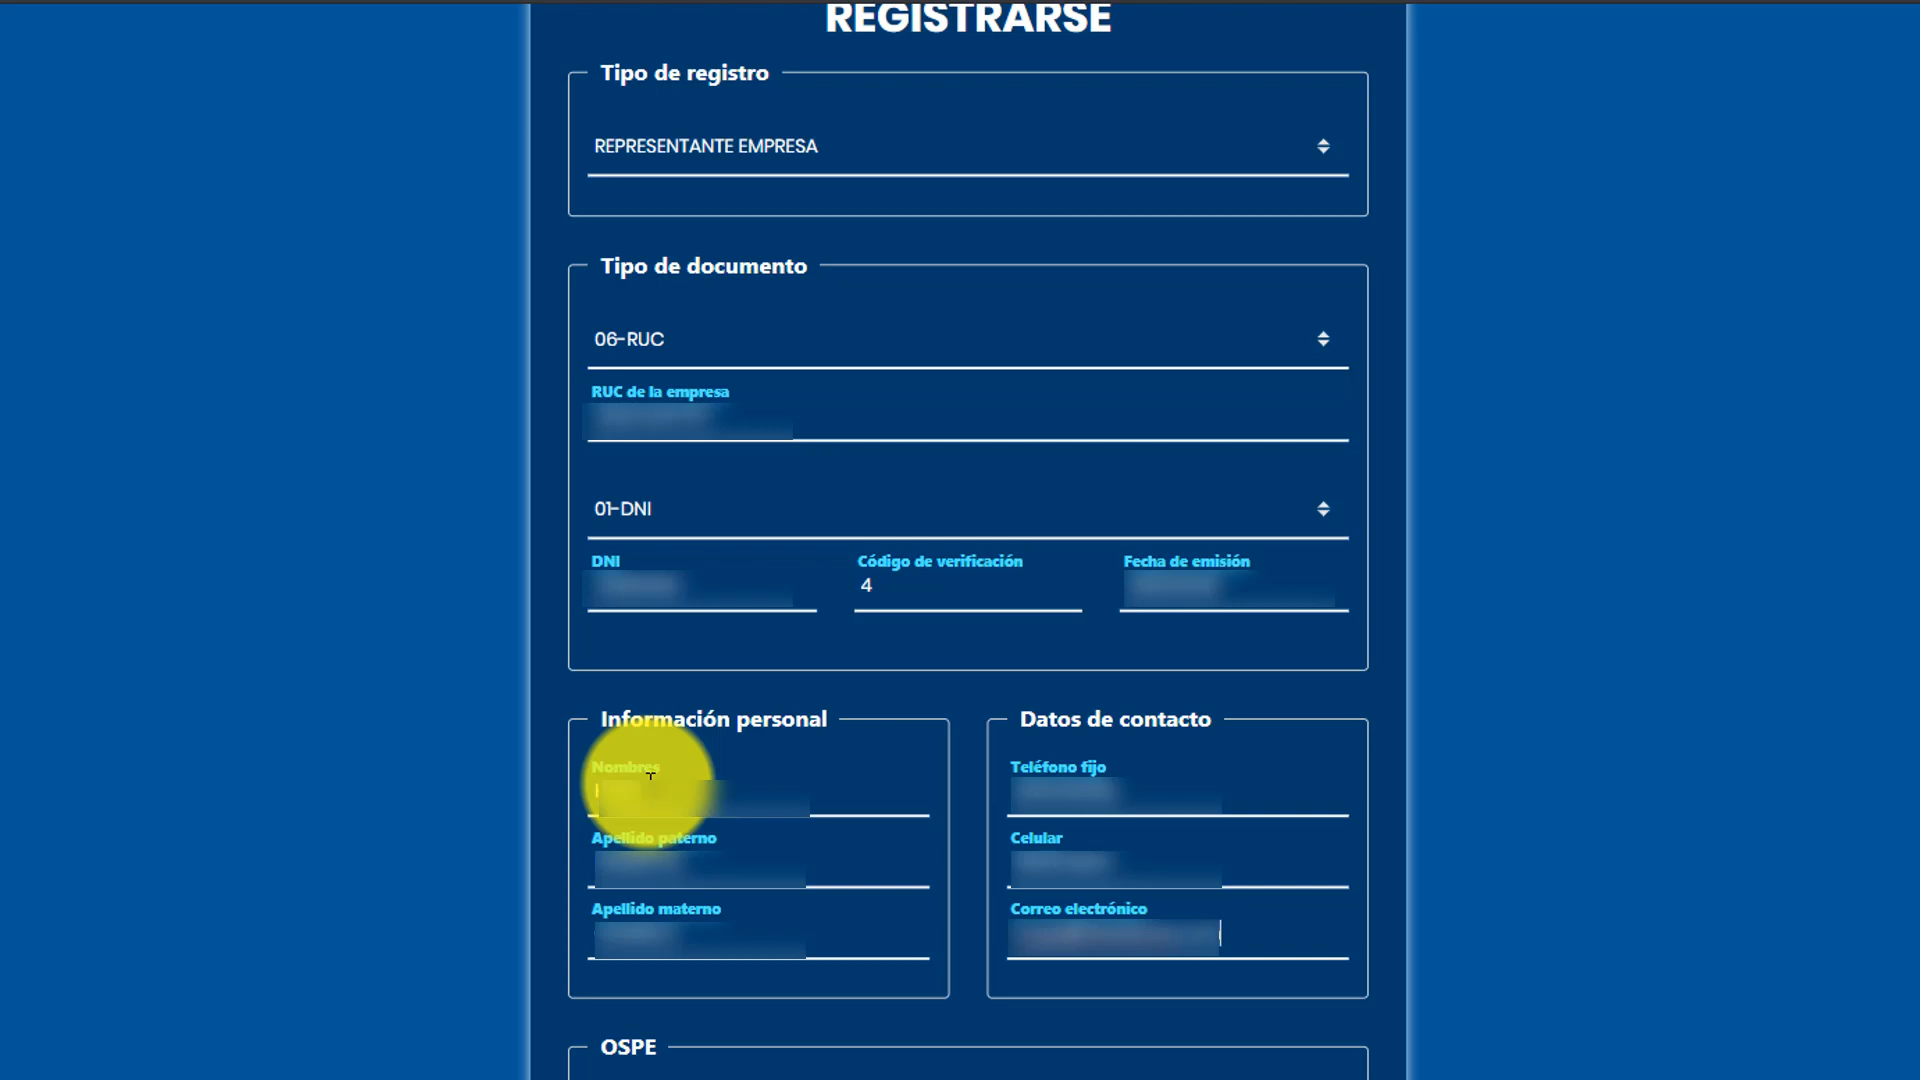 REGISTRARSE
Tipo de registro
REPRESENTANTE EMPRESA
Tipo de documento
06-RUC
RUC de la empresa
01-DNI
DNI
Código de verificación
Fecha de emisión
4
Información personal
Nombres
Apellido paterno
Apellido materno
Datos de contacto
Teléfono fijo
Celular
Correo electrónico
OSPE